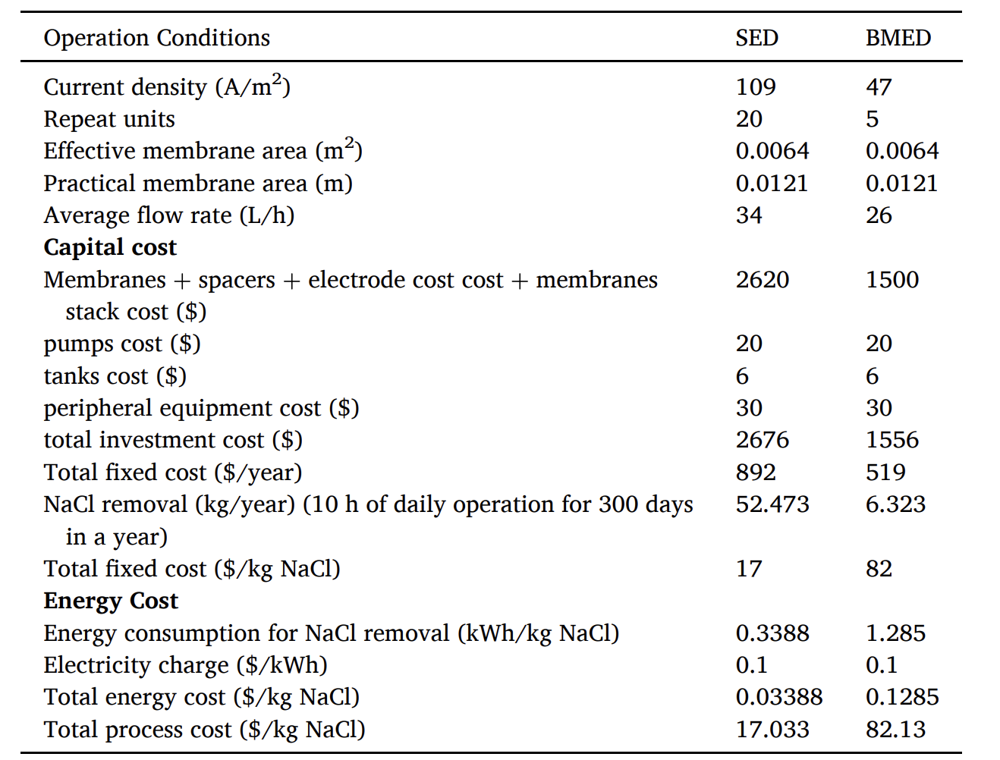 Operation Conditions SED BMED
Current density (A/m²) 109 47
Repeat units 20 5
Effective membrane area (m²) 0.0064 0.0064
Practical membrane area (m) 0.0121 0.0121
Average flow rate (L/h) 34 26
Capital cost
Membranes + spacers + electrode cost cost + membranes 2620 1500
stack cost ($)
pumps cost ($) 20 20
tanks cost ($) 6 6
peripheral equipment cost ($) 30 30
total investment cost ($) 2676 1556
Total fixed cost ($/year) 892 519
NaCl removal (kg/year) (10 h of daily operation for 300 days 52.473 6.323
in a year)
Total fixed cost ($/kg NaCl) 17 82
Energy Cost
Energy consumption for NaCl removal (kWh/kg NaCl) 0.3388 1.285
Electricity charge ($/kWh) 0.1 0.1
Total energy cost ($/kg NaCl) 0.03388 0.1285
Total process cost ($/kg NaCl) 17.033 82.13